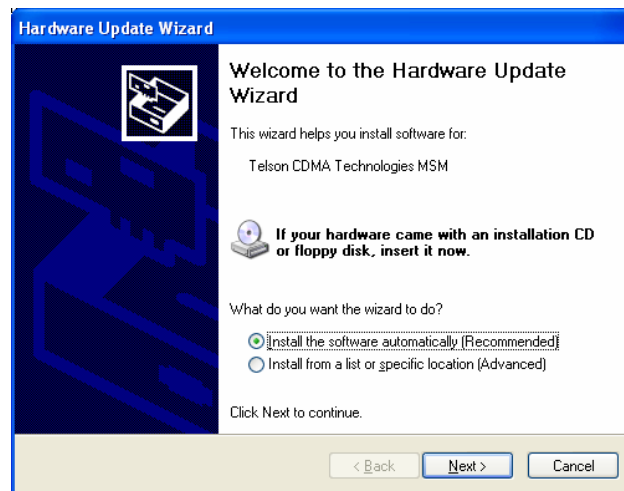 Hardware Update Wizard
Welcome to the Hardware Update
Wizard
This wizard helps you install software for:
Telson CDMA Technologies MSM
If your hardware came with an installation CD
or floppy disk, insert it now.
What do you want the wizard to do?
Install the software automatically (Recommended)
Install from a list or specific location (Advanced)
Click Next to continue.
< Back Next > Cancel